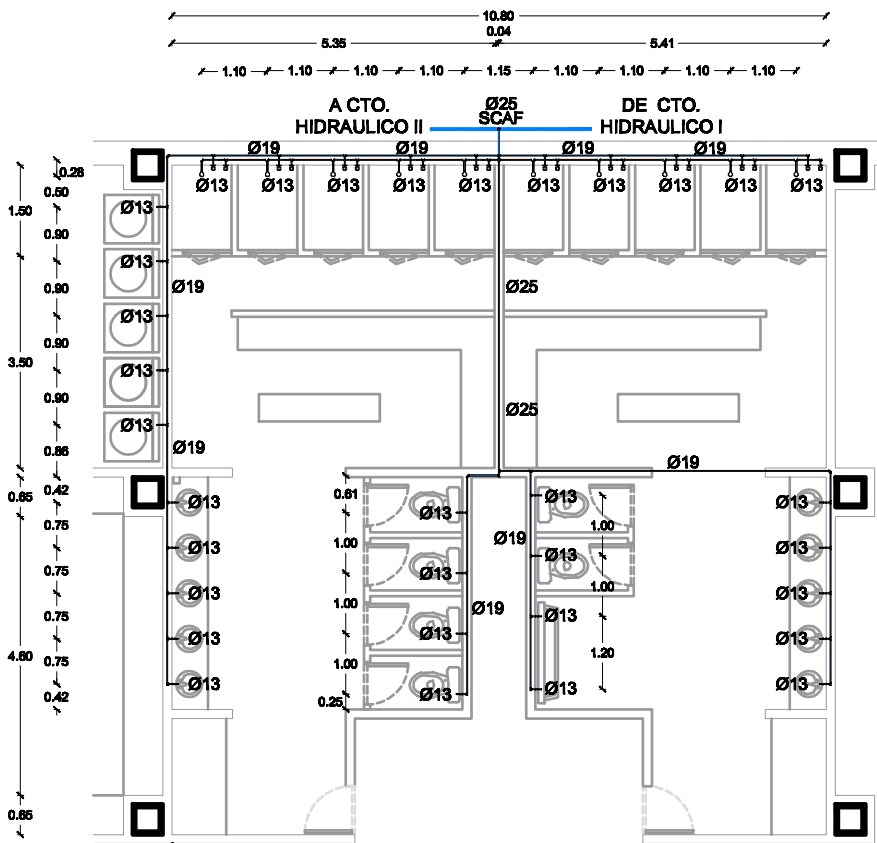 10.80
0.04
5.35 5.41
1.10 1.10 1.10 1.10 1.15 1.10 1.10 1.10 1.10
A CTO. Ø25 DE CTO.
HIDRAULICO II SCAF HIDRAULICO I
Ø19 Ø19 Ø19 Ø19
0.28
Ø13 Ø13 Ø13 Ø13 Ø13 Ø13 Ø13 Ø13 Ø13 Ø13
0.50
1.50 Ø13
0.90
Ø13
0.90 Ø19 Ø25
Ø13
0.90
3.50 Ø13
0.90
Ø25
Ø13
0.86 Ø19 Ø19
0.65 0.42 0.61
Ø13 Ø13 Ø13 Ø13
0.75 1.00 Ø19 1.00
Ø13 Ø13 Ø13 Ø13
0.75 1.00 1.00
Ø13 Ø19 Ø13 Ø13
0.75 1.00
4.60 Ø13 Ø13 1.20 Ø13
0.75
Ø13 Ø13 Ø13 Ø13
0.42 0.25
0.65